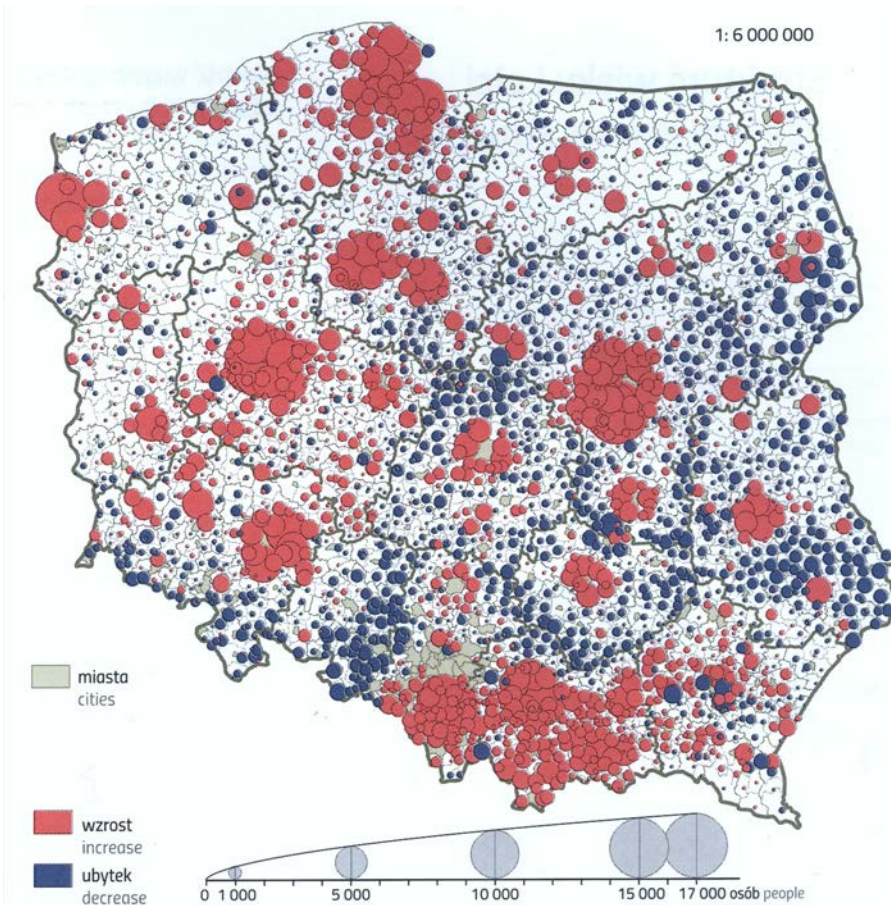 1: 6 000 000
miasta
cities
wzrost
increase
ubytek
decrease
0 1 000 5 000 10 000 15 000 17 000 osób people